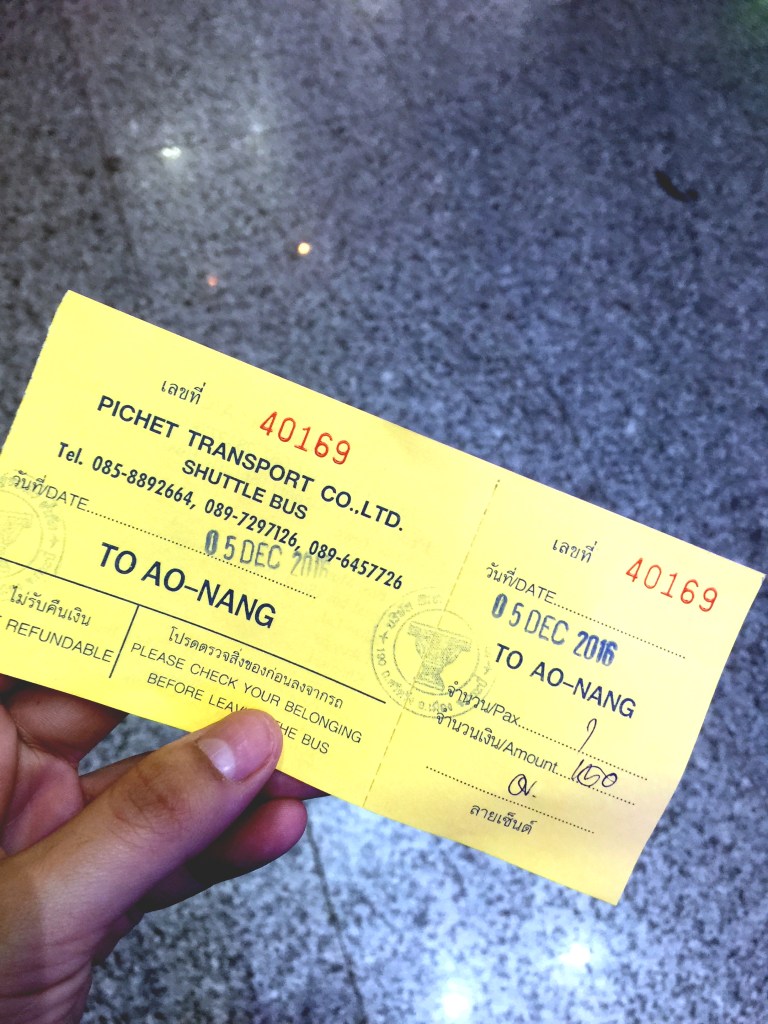 เลขที่ 40169
PICHET TRANSPORT CO.,LTD.
SHUTTLE BUS
Tel. 085-8892664, 089-7297126, 089-6457726
วันที่/DATE 05 DEC 2016
TO AO-NANG
ไม่รับคืนเงิน
REFUNDABLE
โปรดตรวจสิ่งของก่อนลงจากรถ
PLEASE CHECK YOUR BELONGING
BEFORE THE BUS
เลขที่ 40169
วันที่/DATE
05 DEC 2016
TO AO-NANG
จำนวน/Pax 1
จำนวนเงิน/Amount 150
ลายเซ็นต์